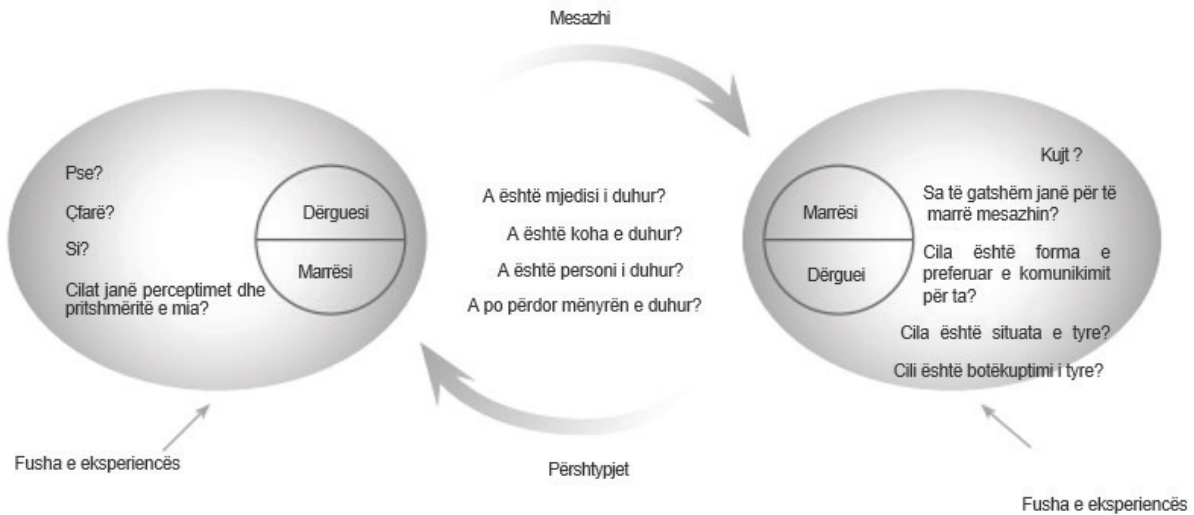 Mesazhi
Pse?
Çfarë?
Si?
Cilat janë perceptimet dhe
pritshmëritë e mia?
Dërguesi
Marrësi
A është mjedisi i duhur?
A është koha e duhur?
A është personi i duhur?
A po përdor mënyrën e duhur?
Marrësi
Dërguei
Kujt ?
Sa të gatshëm janë për të
marrë mesazhin?
Cila është forma e
preferuar e komunikimit
për ta?
Cila është situata e tyre?
Cili është botëkuptimi i tyre?
Fusha e eksperiencës
Përshtypjet
Fusha e eksperiencës